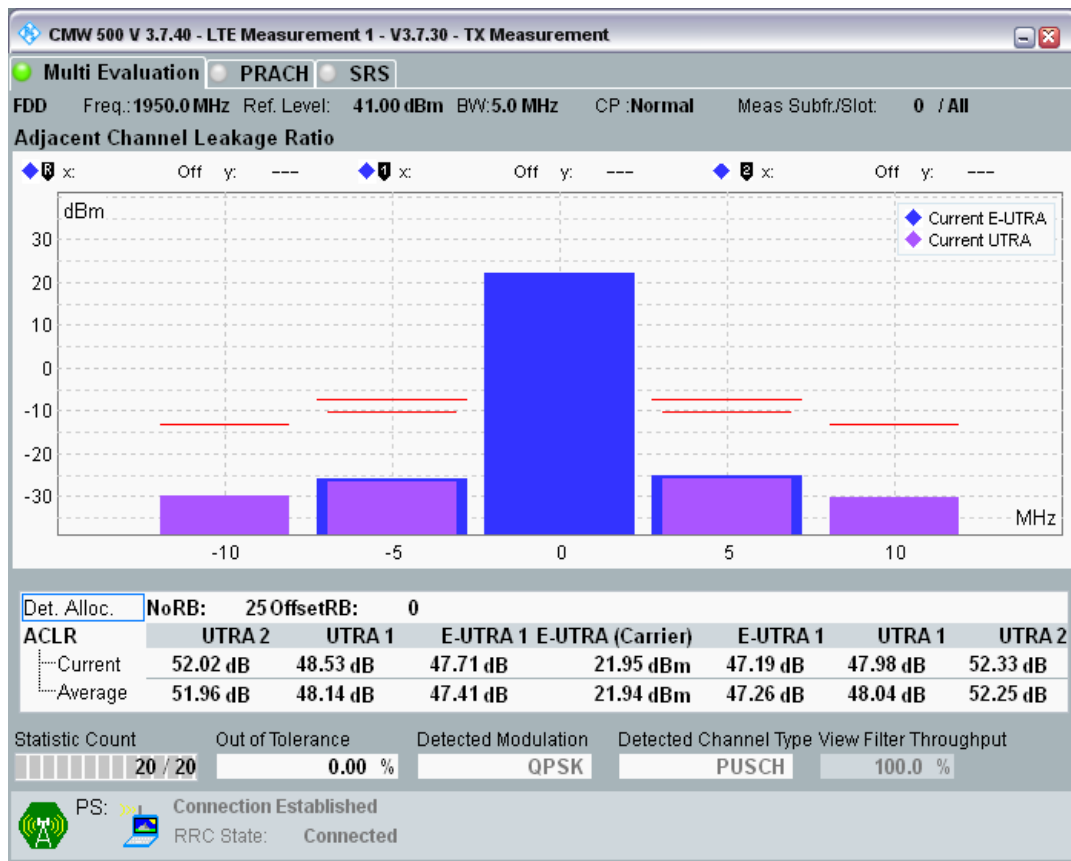 CMW 500 V 3.7.40 - LTE Measurement 1 - V3.7.30 - TX Measurement
Multi Evaluation PRACH SRS
FDD Freq.:1950.0 MHz Ref. Level: 41.00 dBm BW:5.0 MHz CP :Normal Meas Subfr./Slot: 0 / All
Adjacent Channel Leakage Ratio
R x: Off y: --- 1 x: Off y: --- 2 x: Off y: ---
dBm
Current E-UTRA
Current UTRA
30
20
10
0
-10
-20
-30
MHz
-10 -5 0 5 10
Det. Alloc. NoRB: 25 OffsetRB: 0
ACLR UTRA 2 UTRA 1 E-UTRA 1 E-UTRA (Carrier) E-UTRA 1 UTRA 1 UTRA 2
Current 52.02 dB 48.53 dB 47.71 dB 21.95 dBm 47.19 dB 47.98 dB 52.33 dB
Average 51.96 dB 48.14 dB 47.41 dB 21.94 dBm 47.26 dB 48.04 dB 52.25 dB
Statistic Count Out of Tolerance Detected Modulation Detected Channel Type View Filter Throughput
20 / 20 0.00 % QPSK PUSCH 100.0 %
PS: Connection Established
RRC State: Connected